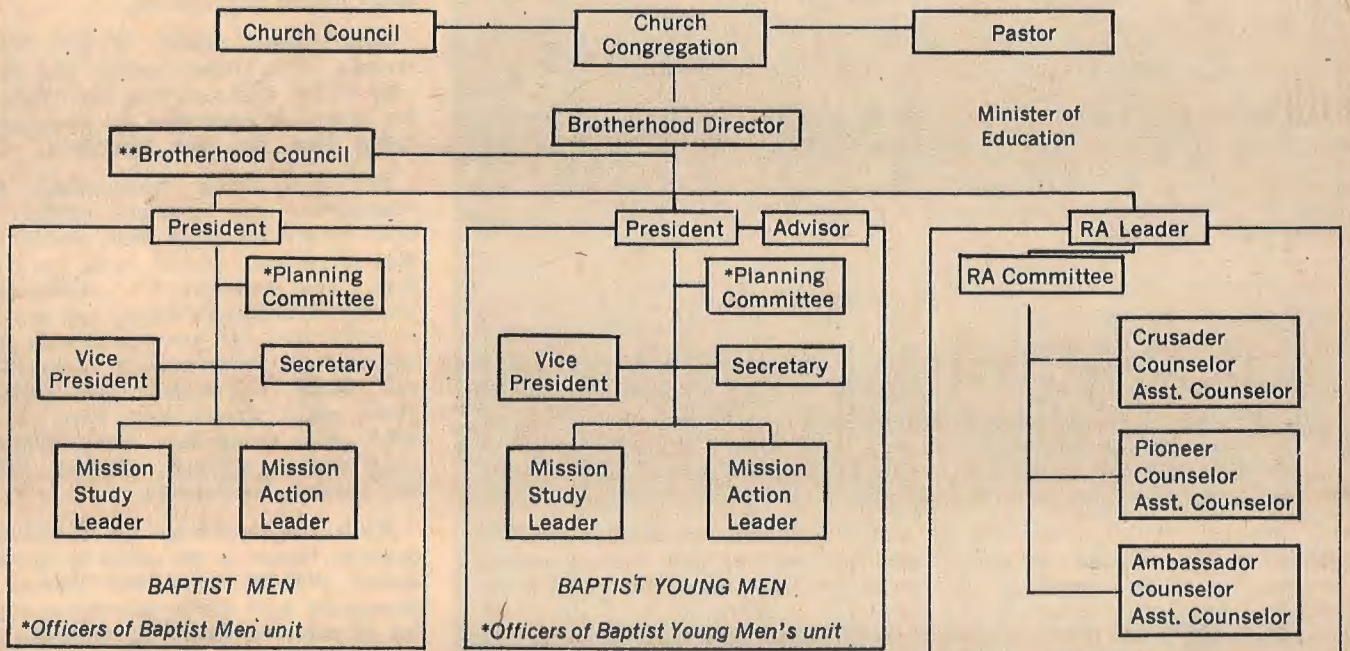 Church Council
Church
Congregation
Pastor
Brotherhood Director
Minister of
Education
**Brotherhood Council
President
*Planning
Committee
Vice
President
Secretary
Mission
Study
Leader
Mission
Action
Leader
BAPTIST MEN
*Officers of Baptist Men unit
President
Advisor
*Planning
Committee
Vice
President
Secretary
Mission
Study
Leader
Mission
Action
Leader
BAPTIST YOUNG MEN
*Officers of Baptist Young Men's unit
RA Leader
RA Committee
Crusader
Counselor
Asst. Counselor
Pioneer
Counselor
Asst. Counselor
Ambassador
Counselor
Asst. Counselor